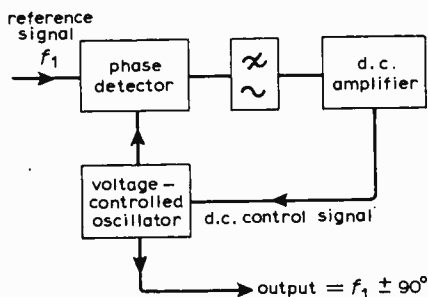 reference
signal
f₁
phase
detector
d.c.
amplifier
voltage-
controlled
oscillator
d.c. control signal
output = f₁ ± 90°